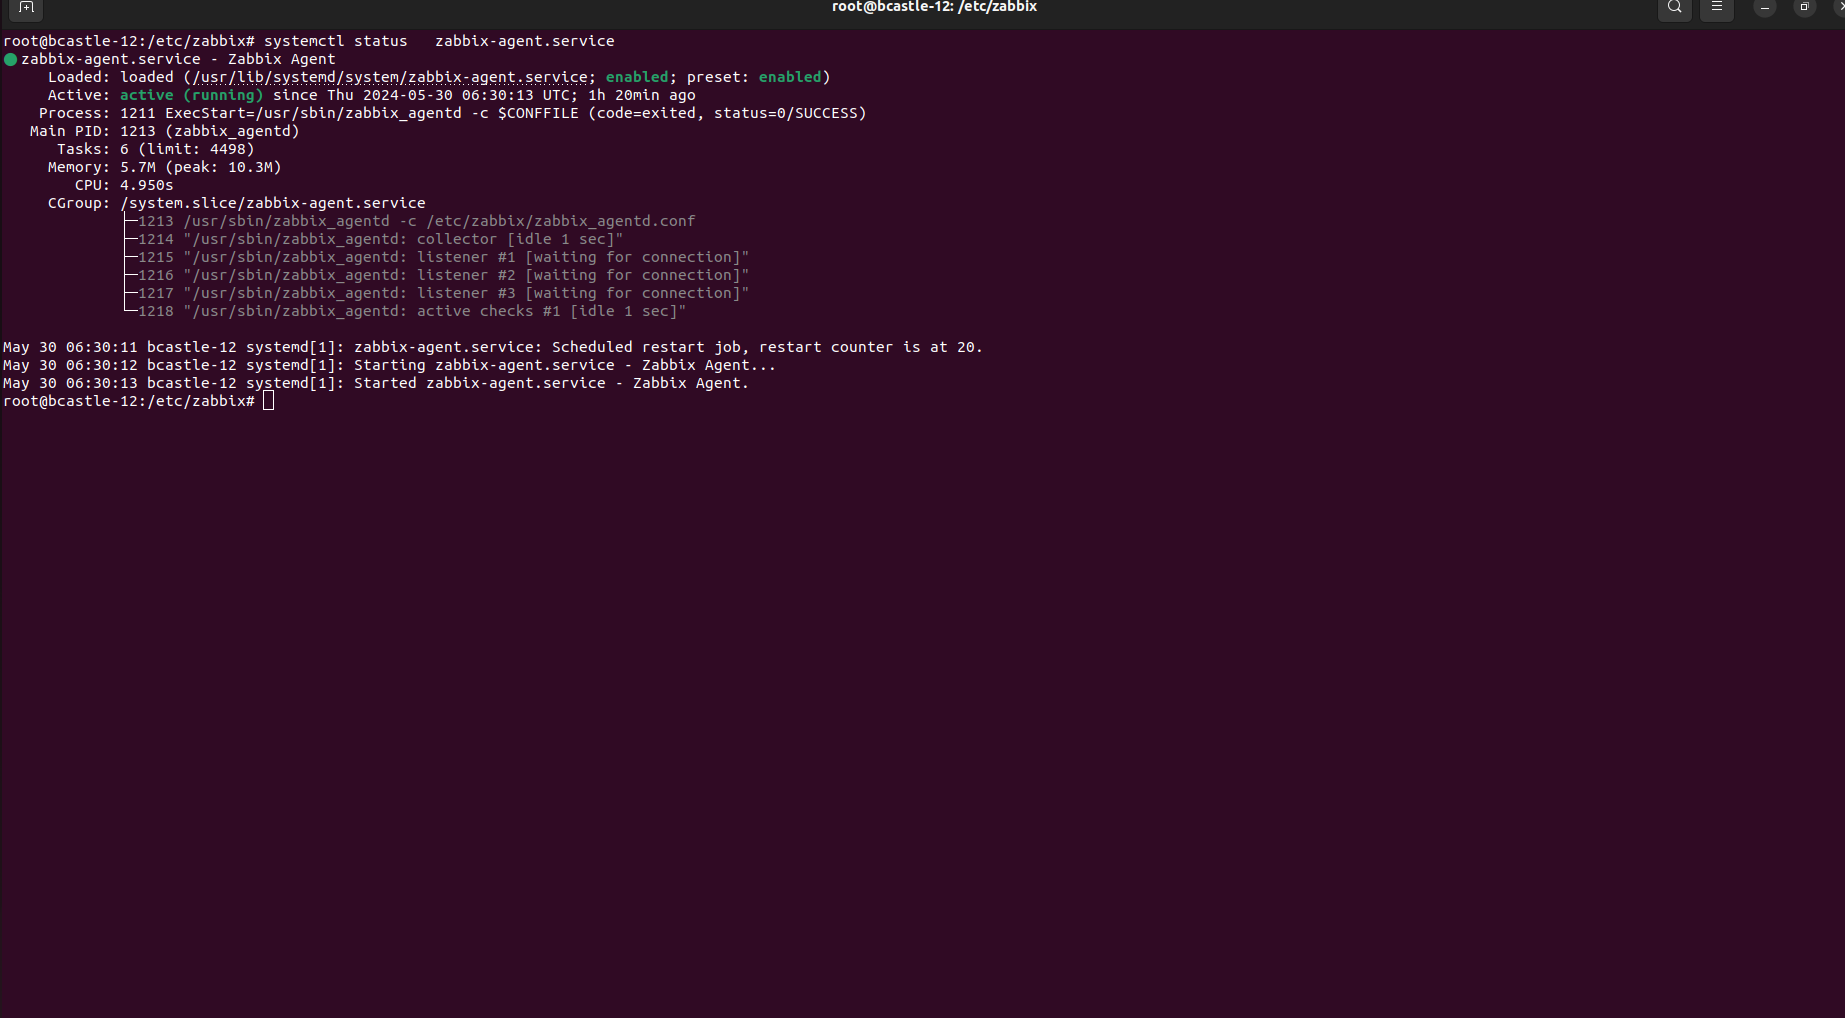 root@bcastle-12: /etc/zabbix
root@bcastle-12:/etc/zabbix# systemctl status   zabbix-agent.service
zabbix-agent.service - Zabbix Agent
     Loaded: loaded (/usr/lib/systemd/system/zabbix-agent.service; enabled; preset: enabled)
     Active: active (running) since Thu 2024-05-30 06:30:13 UTC; 1h 20min ago
    Process: 1211 ExecStart=/usr/sbin/zabbix_agentd -c $CONFFILE (code=exited, status=0/SUCCESS)
   Main PID: 1213 (zabbix_agentd)
      Tasks: 6 (limit: 4498)
     Memory: 5.7M (peak: 10.3M)
        CPU: 4.950s
     CGroup: /system.slice/zabbix-agent.service
             ├─1213 /usr/sbin/zabbix_agentd -c /etc/zabbix/zabbix_agentd.conf
             ├─1214 "/usr/sbin/zabbix_agentd: collector [idle 1 sec]"
             ├─1215 "/usr/sbin/zabbix_agentd: listener #1 [waiting for connection]"
             ├─1216 "/usr/sbin/zabbix_agentd: listener #2 [waiting for connection]"
             ├─1217 "/usr/sbin/zabbix_agentd: listener #3 [waiting for connection]"
             └─1218 "/usr/sbin/zabbix_agentd: active checks #1 [idle 1 sec]"
May 30 06:30:11 bcastle-12 systemd[1]: zabbix-agent.service: Scheduled restart job, restart counter is at 20.
May 30 06:30:12 bcastle-12 systemd[1]: Starting zabbix-agent.service - Zabbix Agent...
May 30 06:30:13 bcastle-12 systemd[1]: Started zabbix-agent.service - Zabbix Agent.
root@bcastle-12:/etc/zabbix#